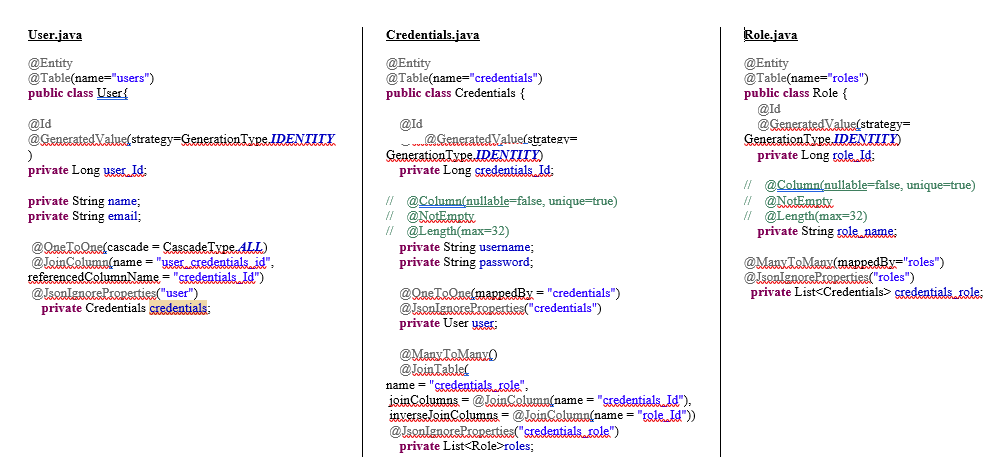 User.java
@Entity
@Table(name="users")
public class User{
@Id
@GeneratedValue(strategy=GenerationType.IDENTITY
)
private Long user_Id;
private String name;
private String email;
@OneToOne(cascade = CascadeType.ALL)
@JoinColumn(name = "user_credentials_id",
referencedColumnName = "credentials_Id")
@JsonIgnoreProperties("user")
private Credentials credentials;
Credentials.java
@Entity
@Table(name="credentials")
public class Credentials {
@Id
@GeneratedValue(strategy=
GenerationType.IDENTITY)
private Long credentials_Id;
// @Column(nullable=false, unique=true)
// @NotEmpty
// @Length(max=32)
private String username;
private String password;
@OneToOne(mappedBy = "credentials")
@JsonIgnoreProperties("credentials")
private User user;
@ManyToMany()
@JoinTable(
name = "credentials_role",
joinColumns = @JoinColumn(name = "credentials_Id"),
inverseJoinColumns = @JoinColumn(name = "role_Id"))
@JsonIgnoreProperties("credentials_role")
private List<Role>roles;
Role.java
@Entity
@Table(name="roles")
public class Role {
@Id
@GeneratedValue(strategy=
GenerationType.IDENTITY)
private Long role_Id;
// @Column(nullable=false, unique=true)
// @NotEmpty
// @Length(max=32)
private String role_name;
@ManyToMany(mappedBy="roles")
@JsonIgnoreProperties("roles")
private List<Credentials> credentials_role;